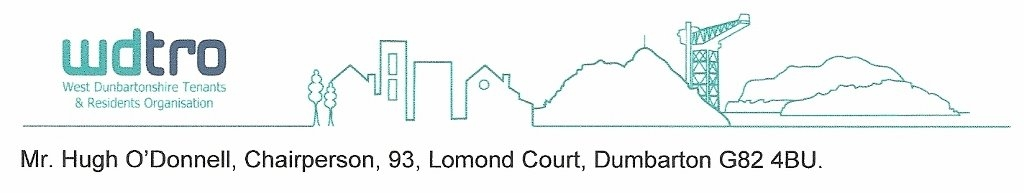 wdtro
West Dunbartonshire Tenants
& Residents Organisation
Mr. Hugh O'Donnell, Chairperson, 93, Lomond Court, Dumbarton G82 4BU.